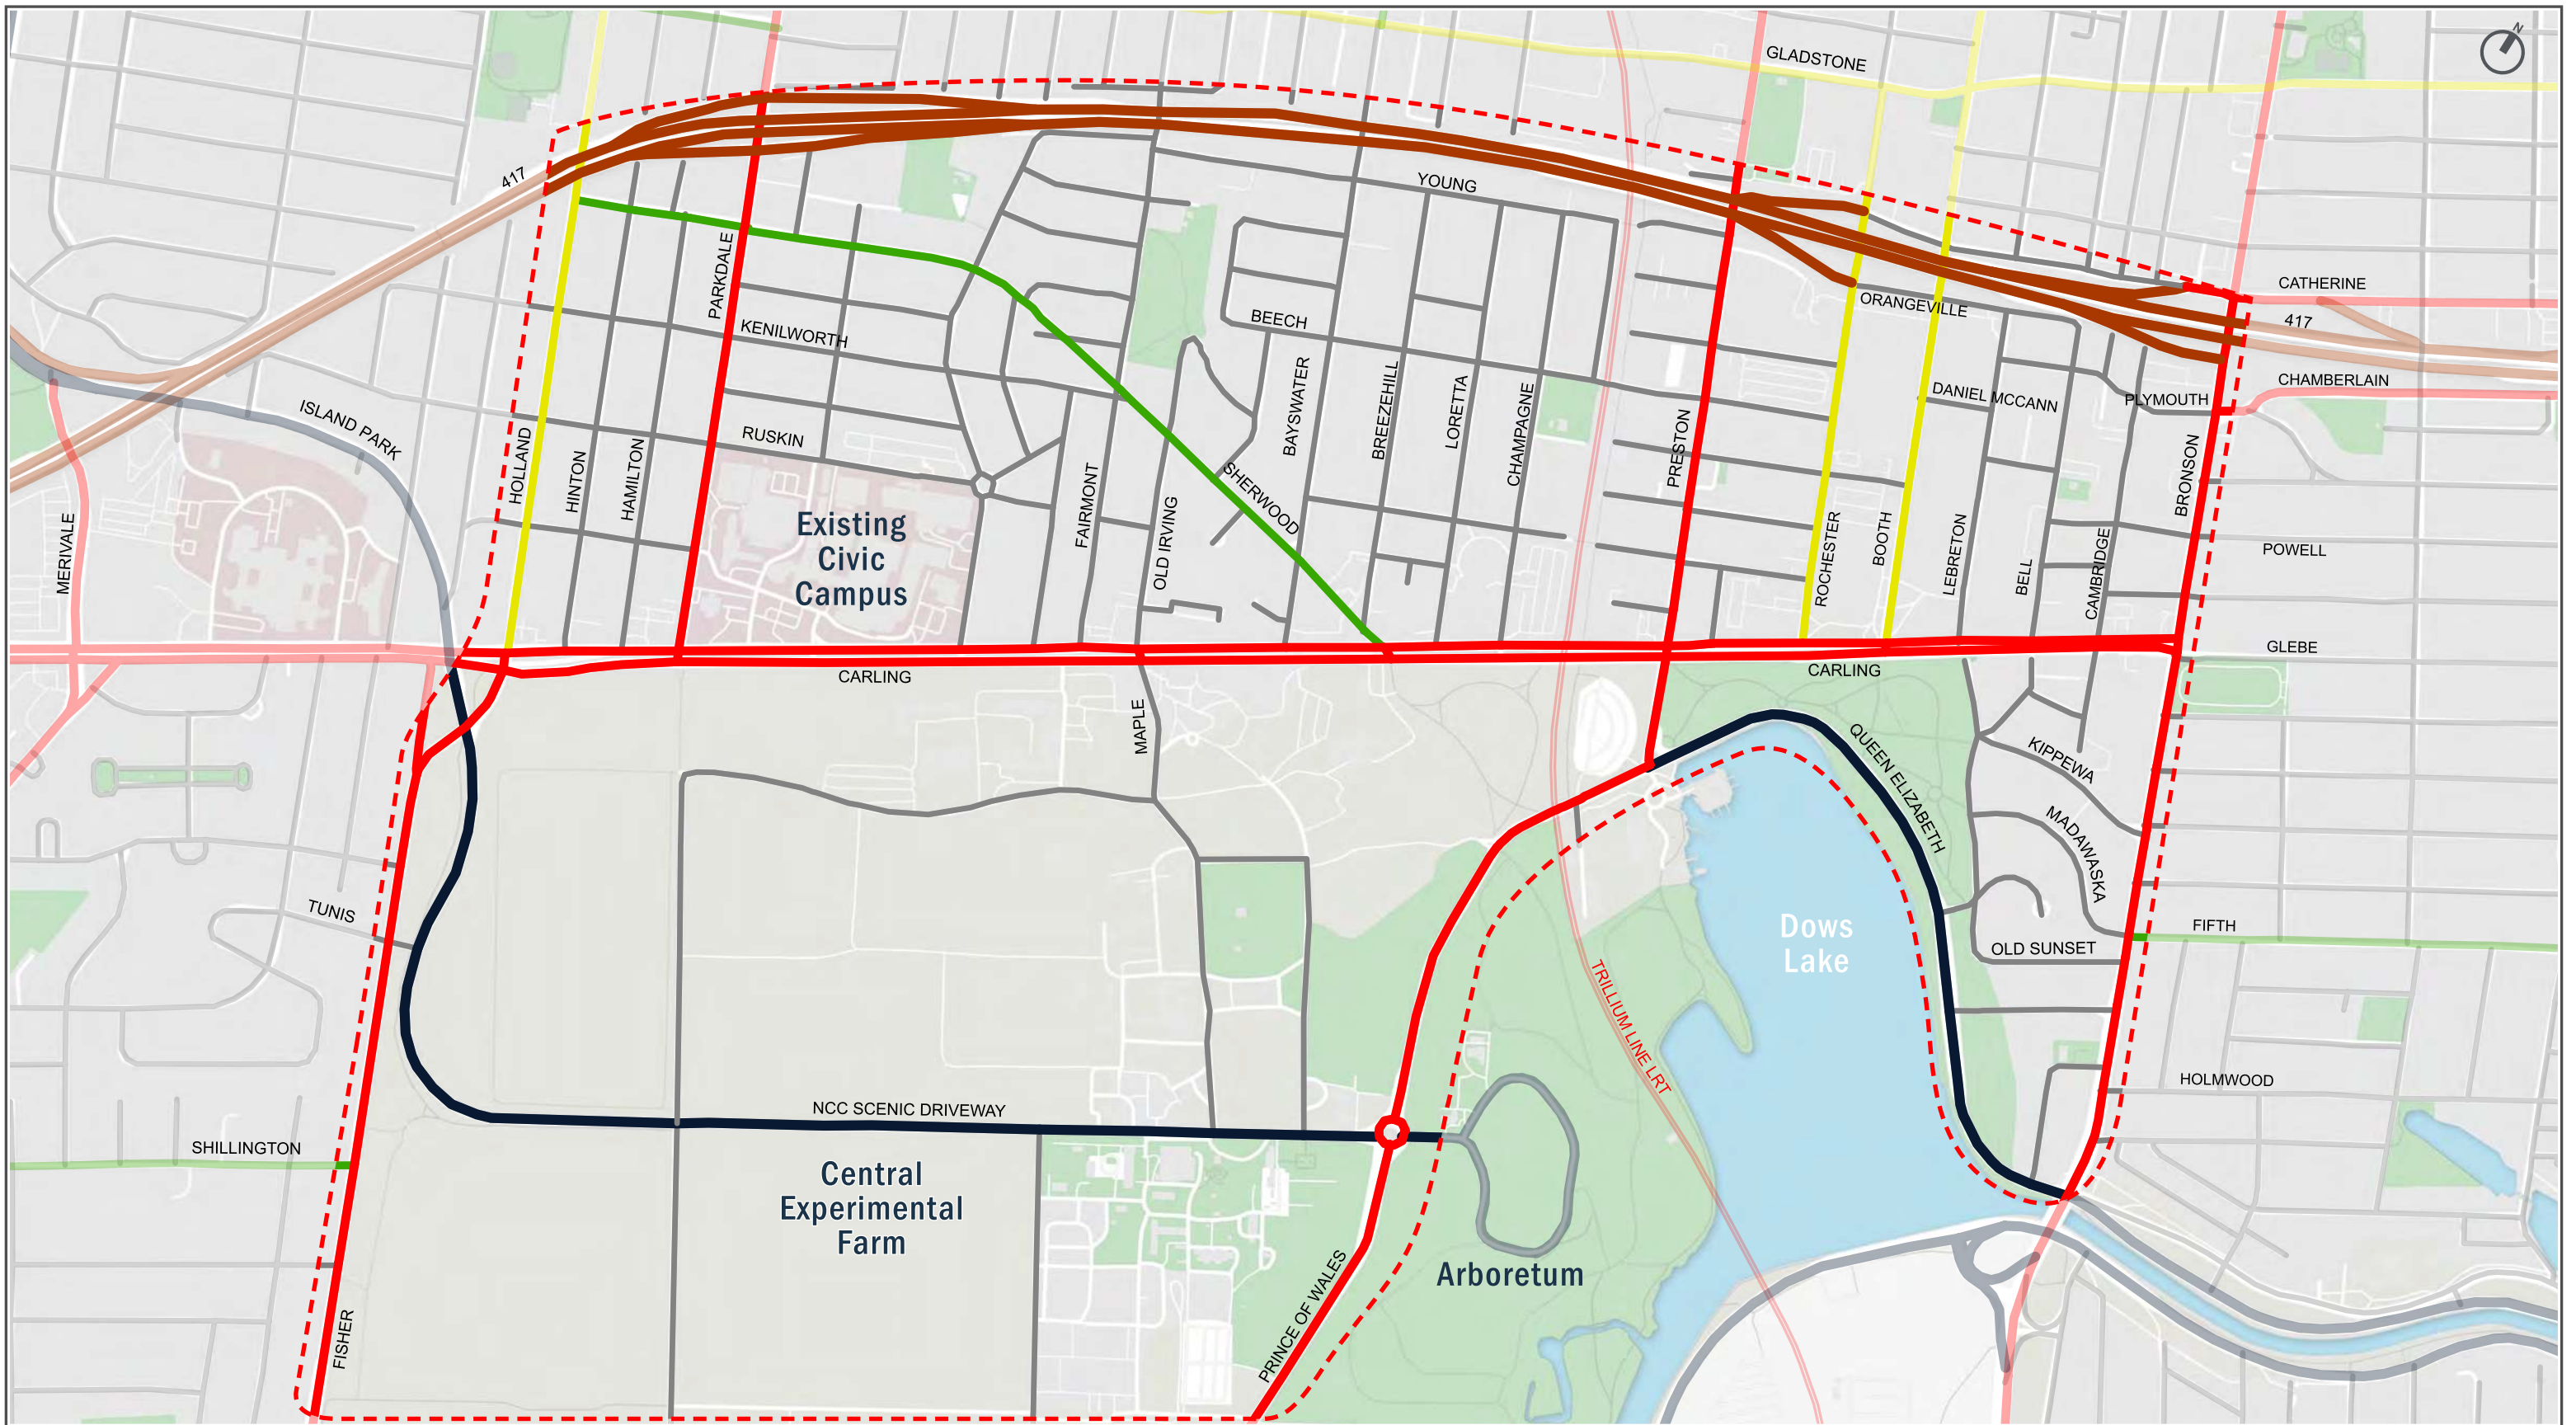 N
GLADSTONE
417
YOUNG
PARKDALE
CATHERINE
ORANGEVILLE
417
BEECH
KENILWORTH
CHAMBERLAIN
DANIEL MCCANN
PLYMOUTH
ISLAND PARK
RUSKIN
HOLLAND
HINTON
HAMILTON
BAYSWATER
BREEZEHILL
LORETTA
CHAMPAGNE
PRESTON
BRONSON
SHERWOOD
FAIRMONT
OLD IRVING
Existing
Civic
Campus
MERIVALE
ROCHESTER
BOOTH
LEBRETON
BELL
CAMBRIDGE
POWELL
GLEBE
CARLING
CARLING
MAPLE
QUEEN ELIZABETH
KIPPEWA
MADAWASKA
TUNIS
Dows
Lake
FIFTH
OLD SUNSET
TRILLIUM LINE LRT
HOLMWOOD
NCC SCENIC DRIVEWAY
SHILLINGTON
Central
Experimental
Farm
Arboretum
PRINCE OF WALES
FISHER